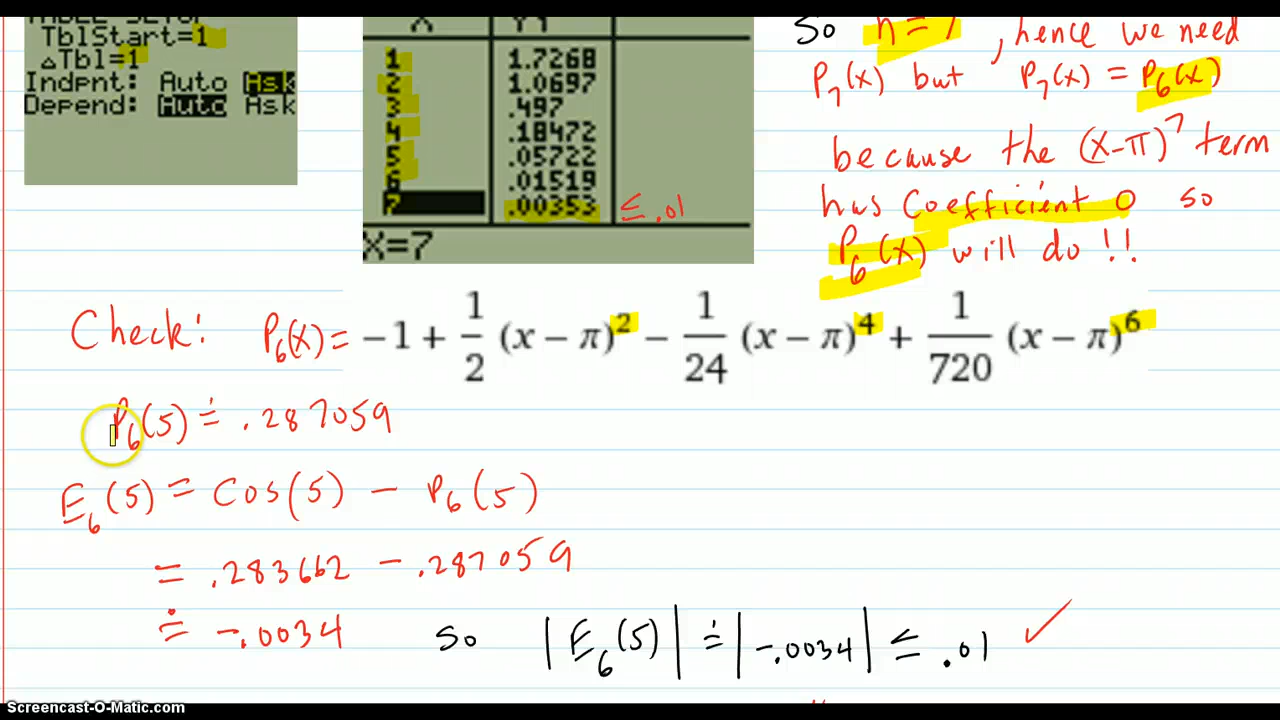 TblStart=1
△Tbl=1
Indpnt: Auto Ask
Depend: Auto Ask
X Y1
1 1.7268
2 1.0697
3 .497
4 .18472
5 .05722
6 .01519
7 .00353 ≤ .01
X=7
So n = 7, hence we need
P₇(x) but P₇(x) = P₆(x)
because the (x-π)⁷ term
has Coefficient 0 so
P₆(x) will do !!
Check: P₆(x) = −1 + 1/2 (x − π)² − 1/24 (x − π)⁴ + 1/720 (x − π)⁶
P₆(5) ≐ .287059
E₆(5) = Cos(5) − P₆(5)
= .283662 − .287059
≐ -.0034 So |E₆(5)| ≐ |-.0034| ≤ .01 ✓
Screencast-O-Matic.com